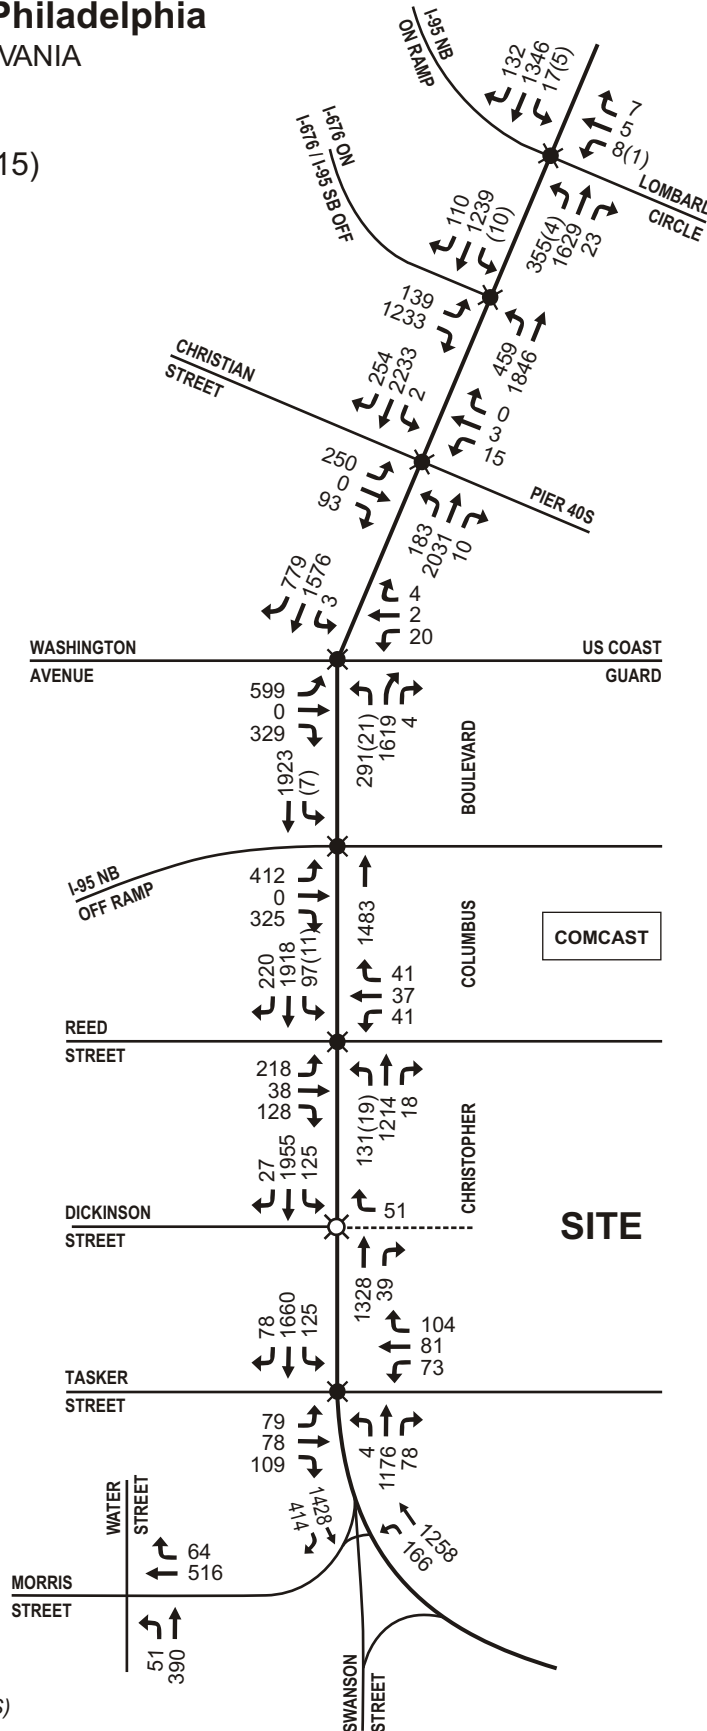 Philadelphia
VANIA
15)
I-95 NB
ON RAMP
132
1346
17(5)
7
5
8(1)
LOMBARD
CIRCLE
355(4)
1629
23
I-676 ON
I-676 / I-95 SB OFF
110
1239
(10)
139
1233
459
1846
CHRISTIAN
STREET
254
2233
2
0
3
15
250
0
93
PIER 40S
183
2031
10
779
1576
3
4
2
20
WASHINGTON
AVENUE
US COAST
GUARD
599
0
329
291(21)
1619
4
BOULEVARD
1923
(7)
I-95 NB
OFF RAMP
412
0
325
1483
COLUMBUS
COMCAST
220
1918
97(11)
41
37
41
REED
STREET
218
38
128
131(19)
1214
18
CHRISTOPHER
27
1955
125
51
DICKINSON
STREET
SITE
1328
39
78
1660
125
104
81
73
TASKER
STREET
79
78
109
4
1176
78
WATER
STREET
1428
414
1258
166
64
516
MORRIS
STREET
51
390
SWANSON
STREET
S)